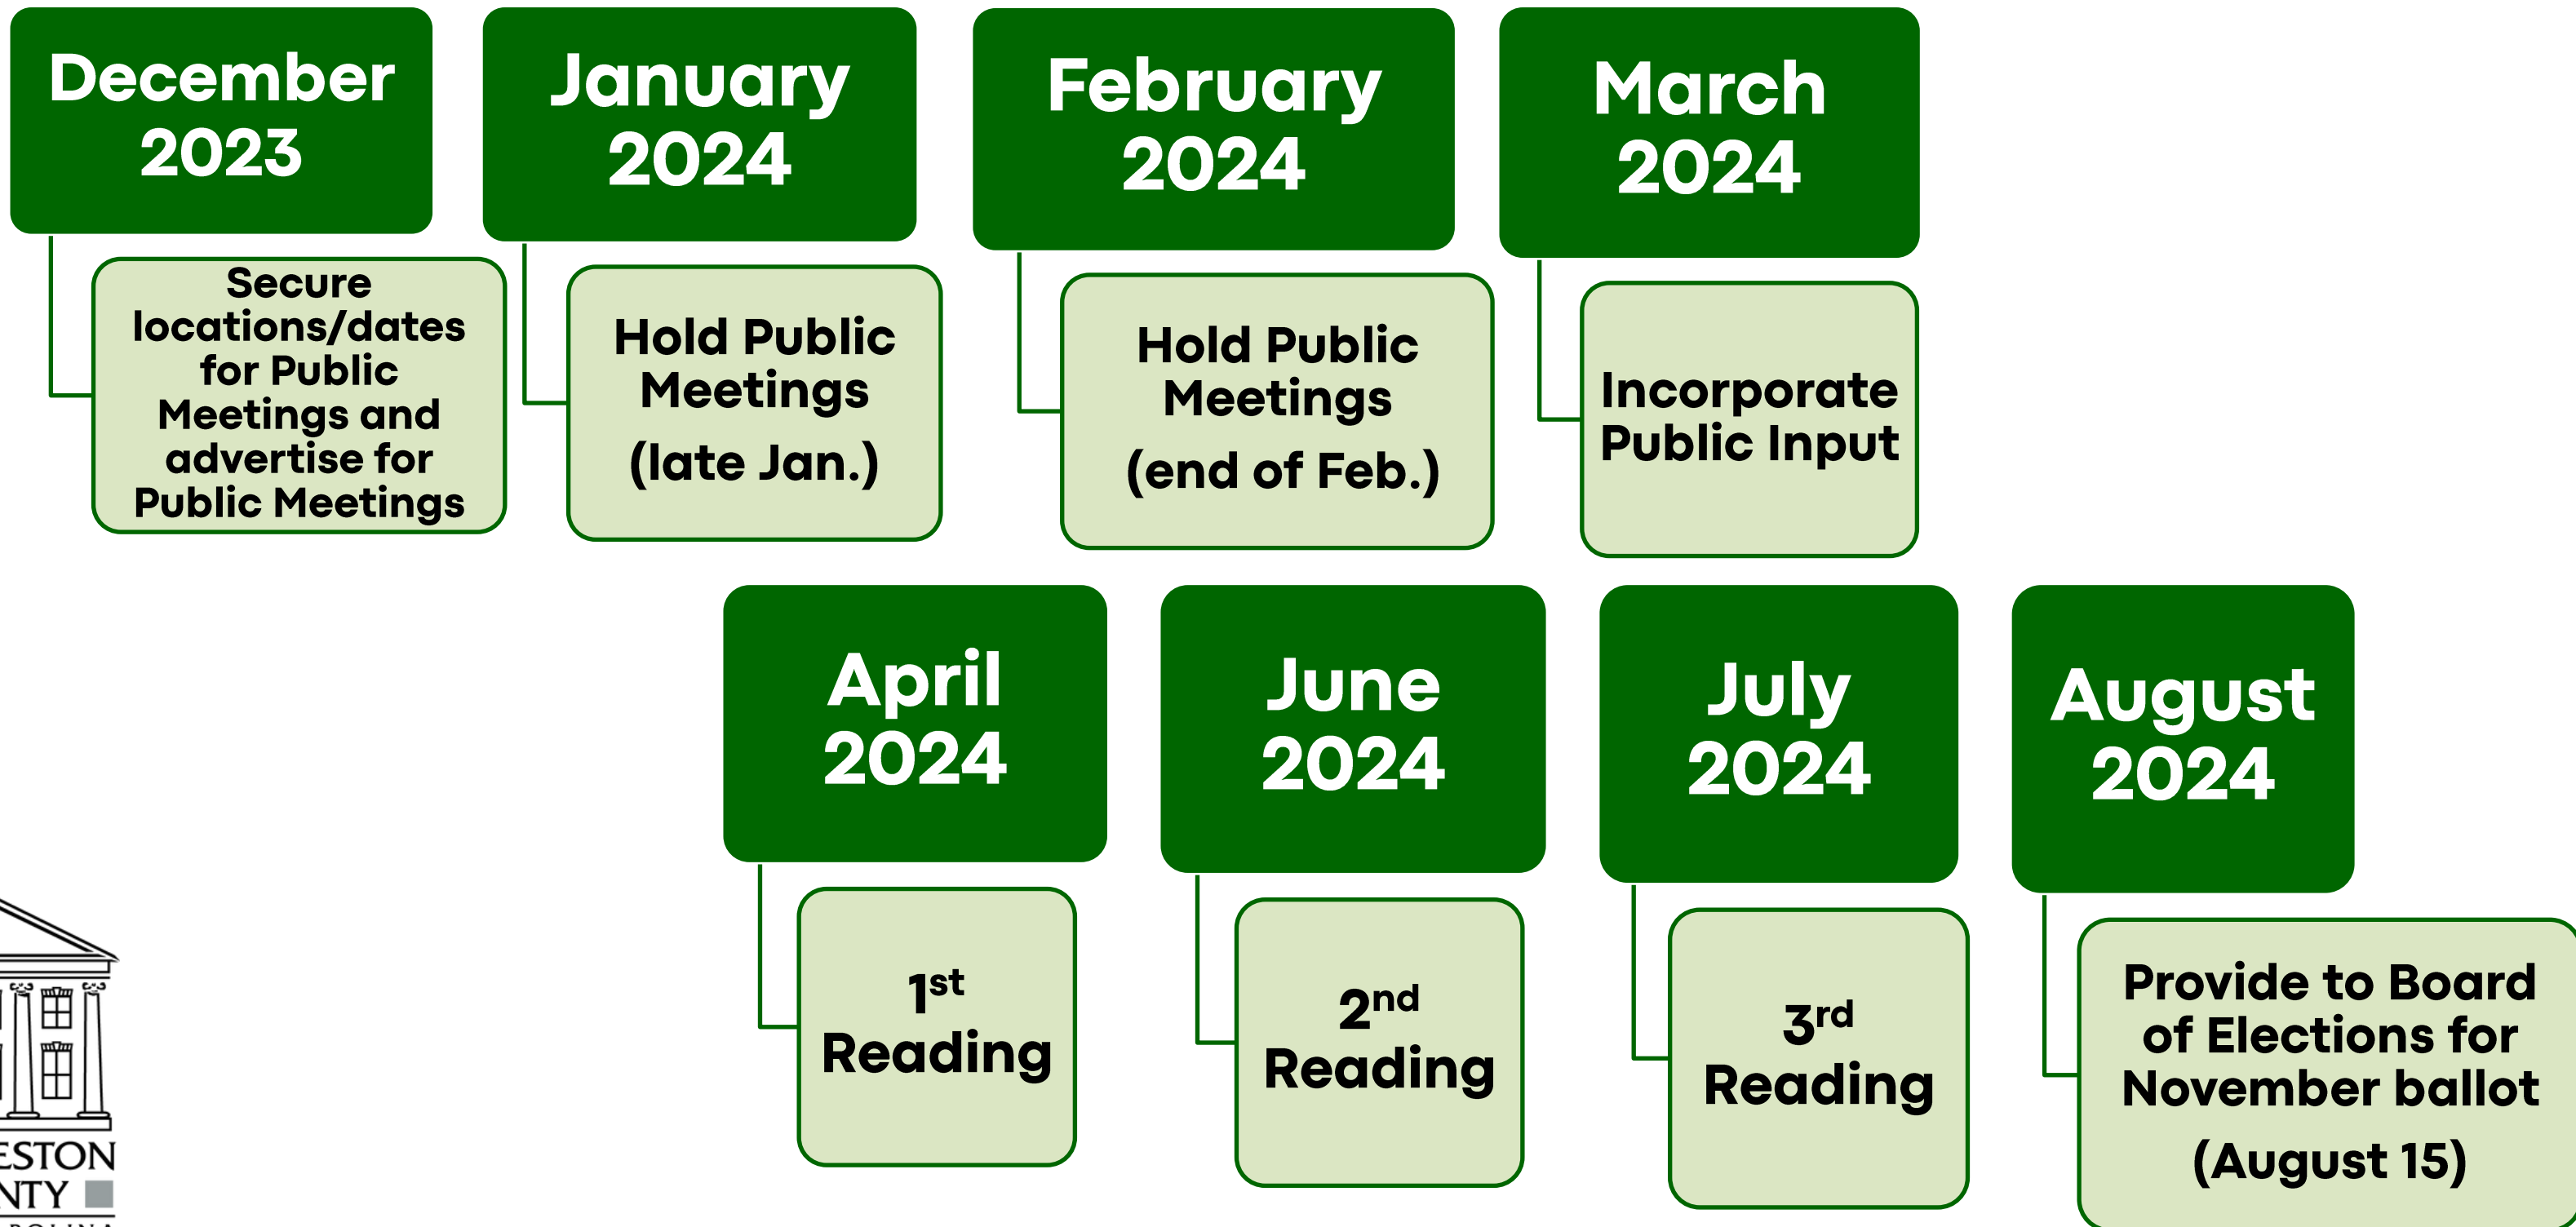 December
2023
Secure
locations/dates
for Public
Meetings and
advertise for
Public Meetings
January
2024
Hold Public
Meetings
(late Jan.)
February
2024
Hold Public
Meetings
(end of Feb.)
March
2024
Incorporate
Public Input
April
2024
1st
Reading
June
2024
2nd
Reading
July
2024
3rd
Reading
August
2024
Provide to Board
of Elections for
November ballot
(August 15)
ESTON
NTY